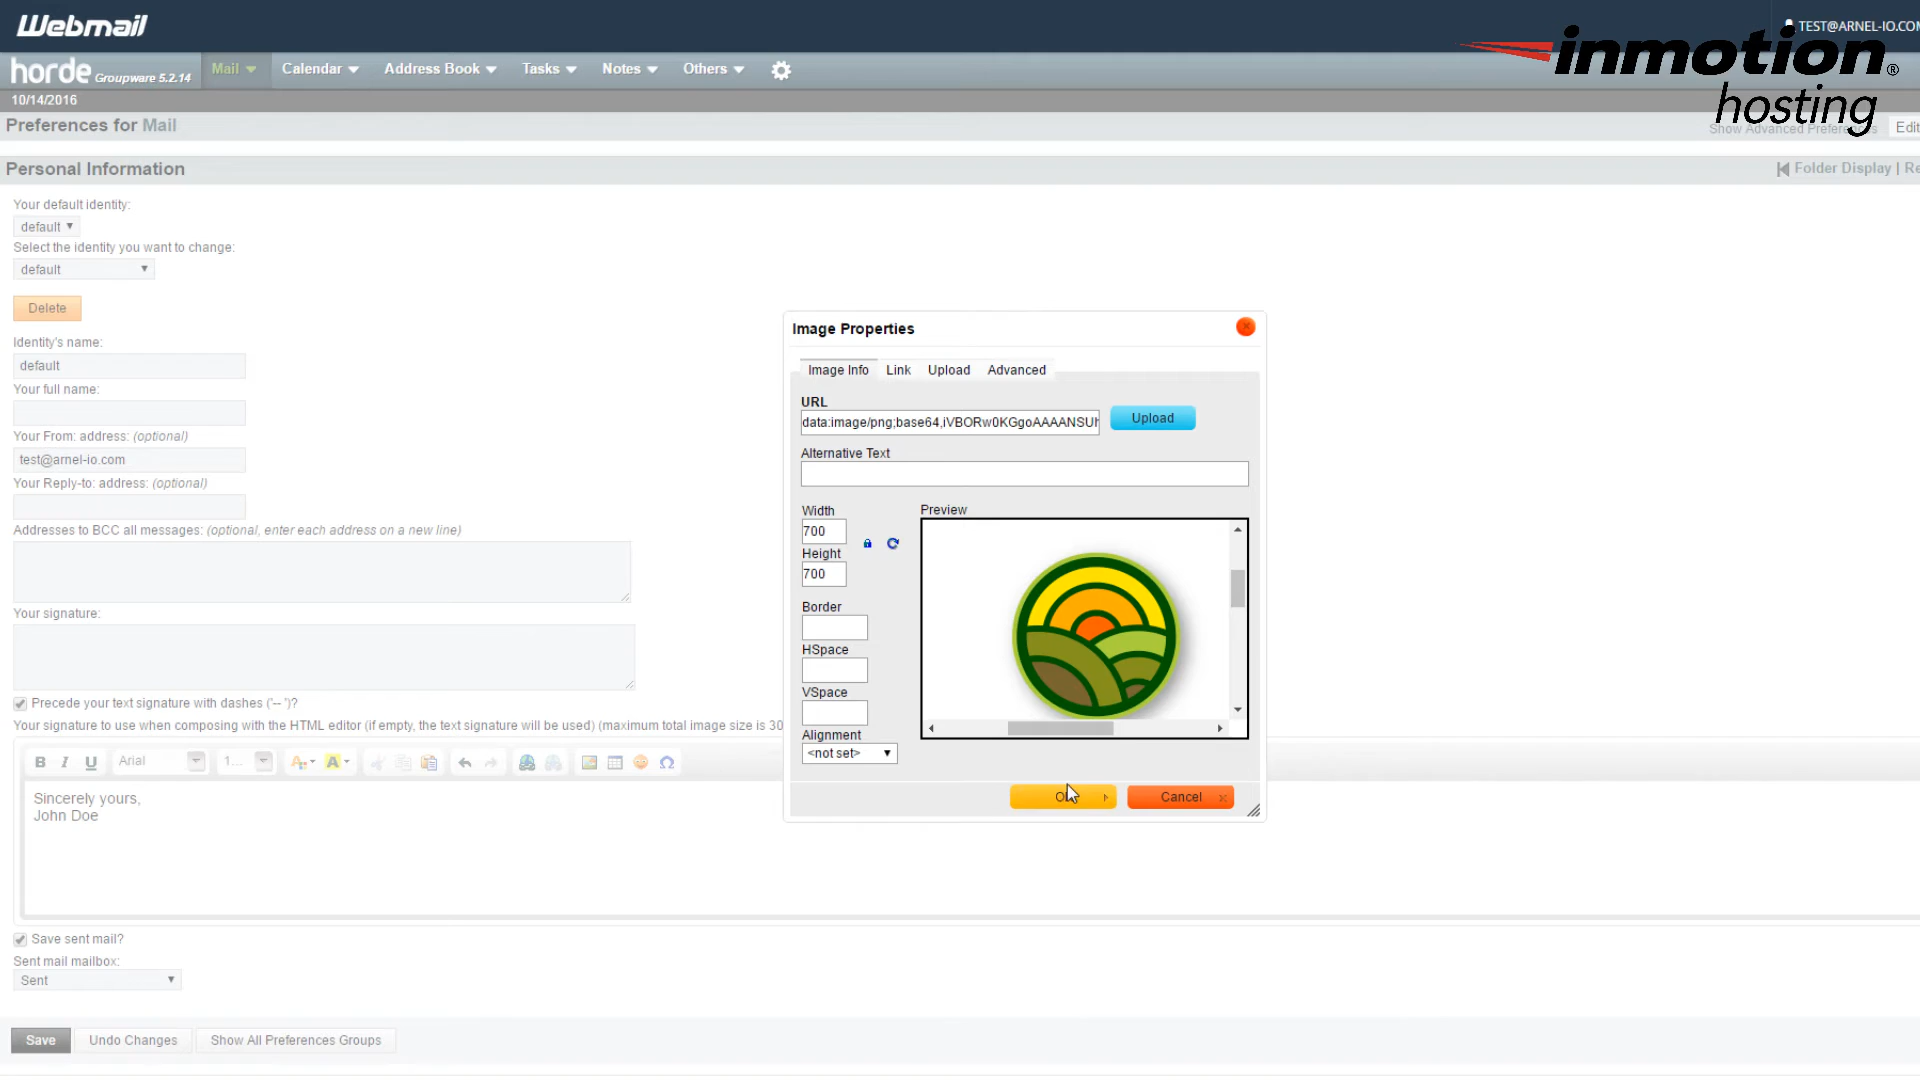 Webmail
TEST@ARNEL-IO.COM
inmotion®
hosting
horde Groupware 5.2.14
Mail
Calendar
Address Book
Tasks
Notes
Others
10/14/2016
Preferences for Mail
Show Advanced Preferences
Edit
Personal Information
Folder Display | Re
Your default identity:
default
Select the identity you want to change:
default
Delete
Identity's name:
default
Your full name:
Your From: address: (optional)
test@arnel-io.com
Your Reply-to: address: (optional)
Addresses to BCC all messages: (optional, enter each address on a new line)
Your signature:
Precede your text signature with dashes ('-- ')?
Your signature to use when composing with the HTML editor (if empty, the text signature will be used) (maximum total image size is 30
B I U
Arial
1...
Sincerely yours,
John Doe
Save sent mail?
Sent mail mailbox:
Sent
Save
Undo Changes
Show All Preferences Groups
Image Properties
Image Info
Link
Upload
Advanced
URL
data:image/png;base64,iVBORw0KGgoAAAANSUh
Upload
Alternative Text
Width
700
Height
700
Preview
Border
HSpace
VSpace
Alignment
<not set>
Cancel